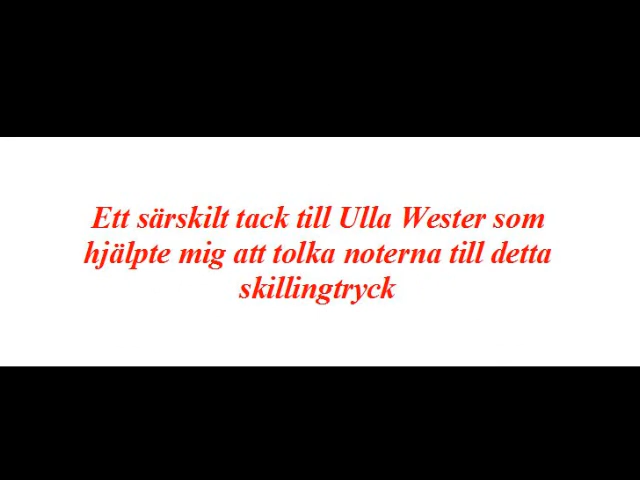 Ett särskilt tack till Ulla Wester som
hjälpte mig att tolka noterna till detta
skillingtryck